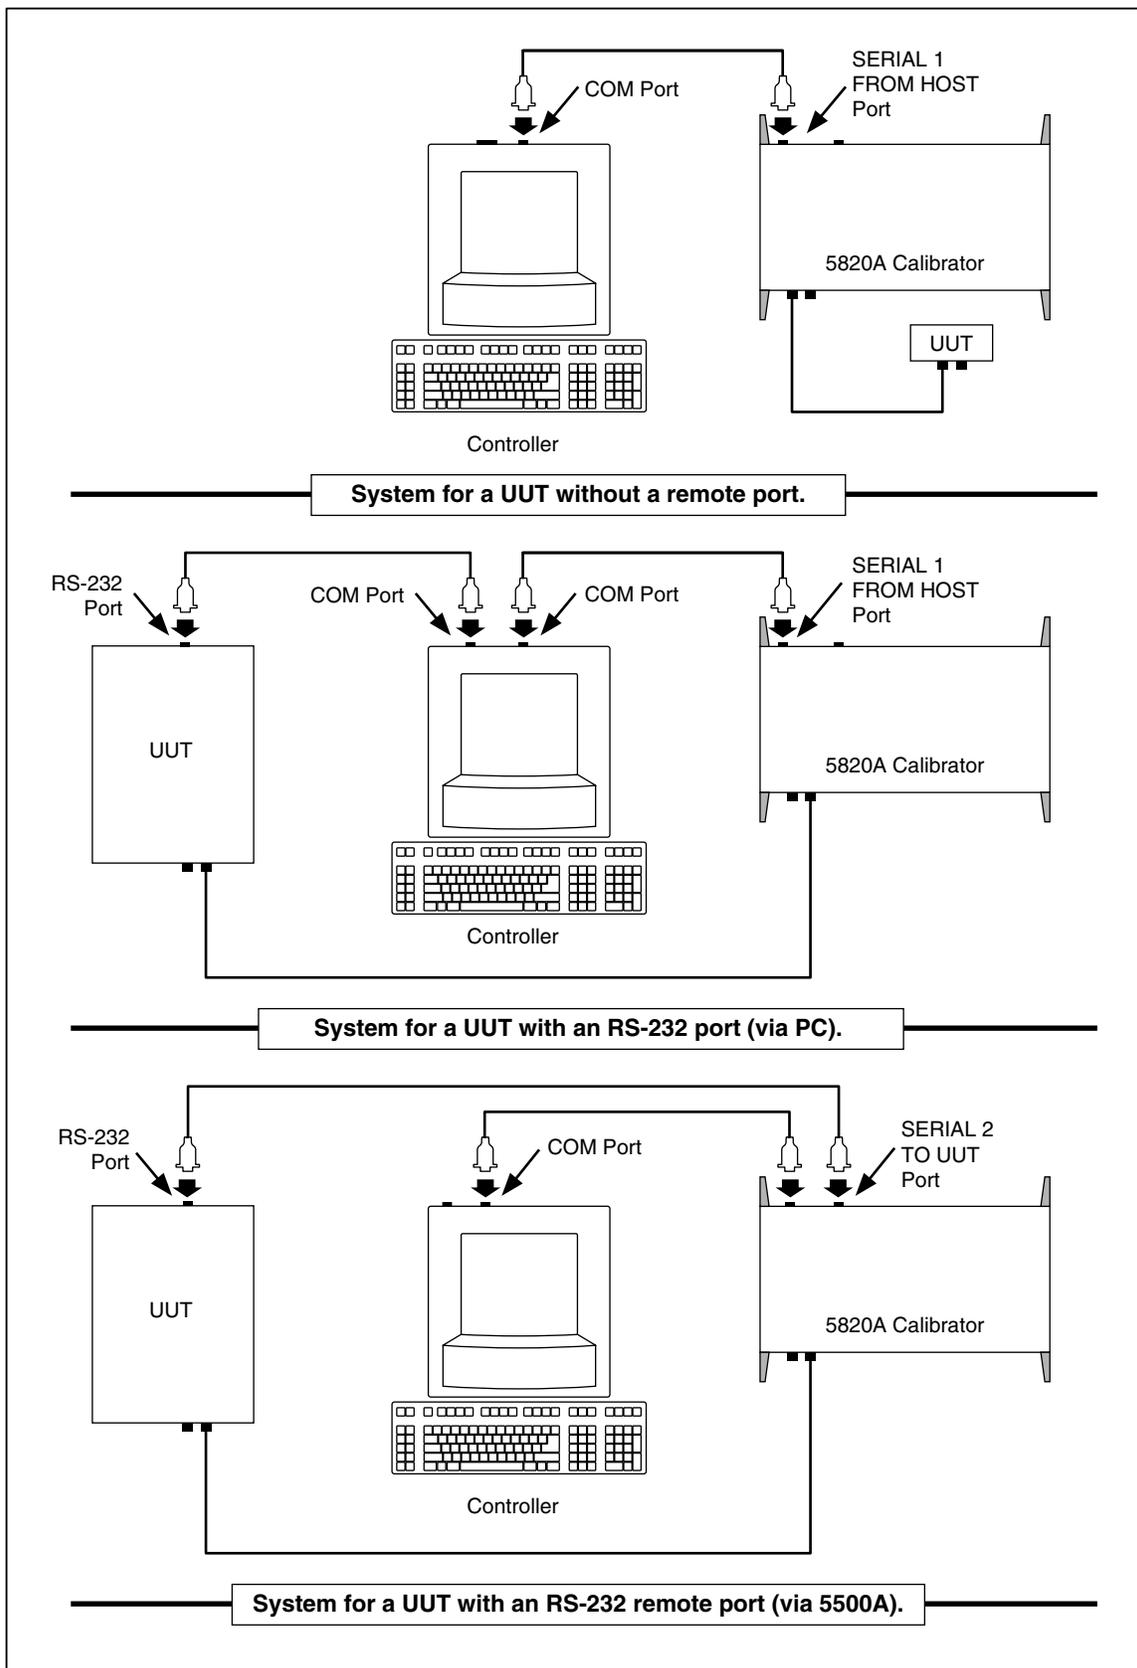 COM Port
SERIAL 1
FROM HOST
Port
5820A Calibrator
UUT
Controller
System for a UUT without a remote port.
RS-232
Port
COM Port
COM Port
SERIAL 1
FROM HOST
Port
UUT
5820A Calibrator
Controller
System for a UUT with an RS-232 port (via PC).
RS-232
Port
COM Port
SERIAL 2
TO UUT
Port
UUT
5820A Calibrator
Controller
System for a UUT with an RS-232 remote port (via 5500A).